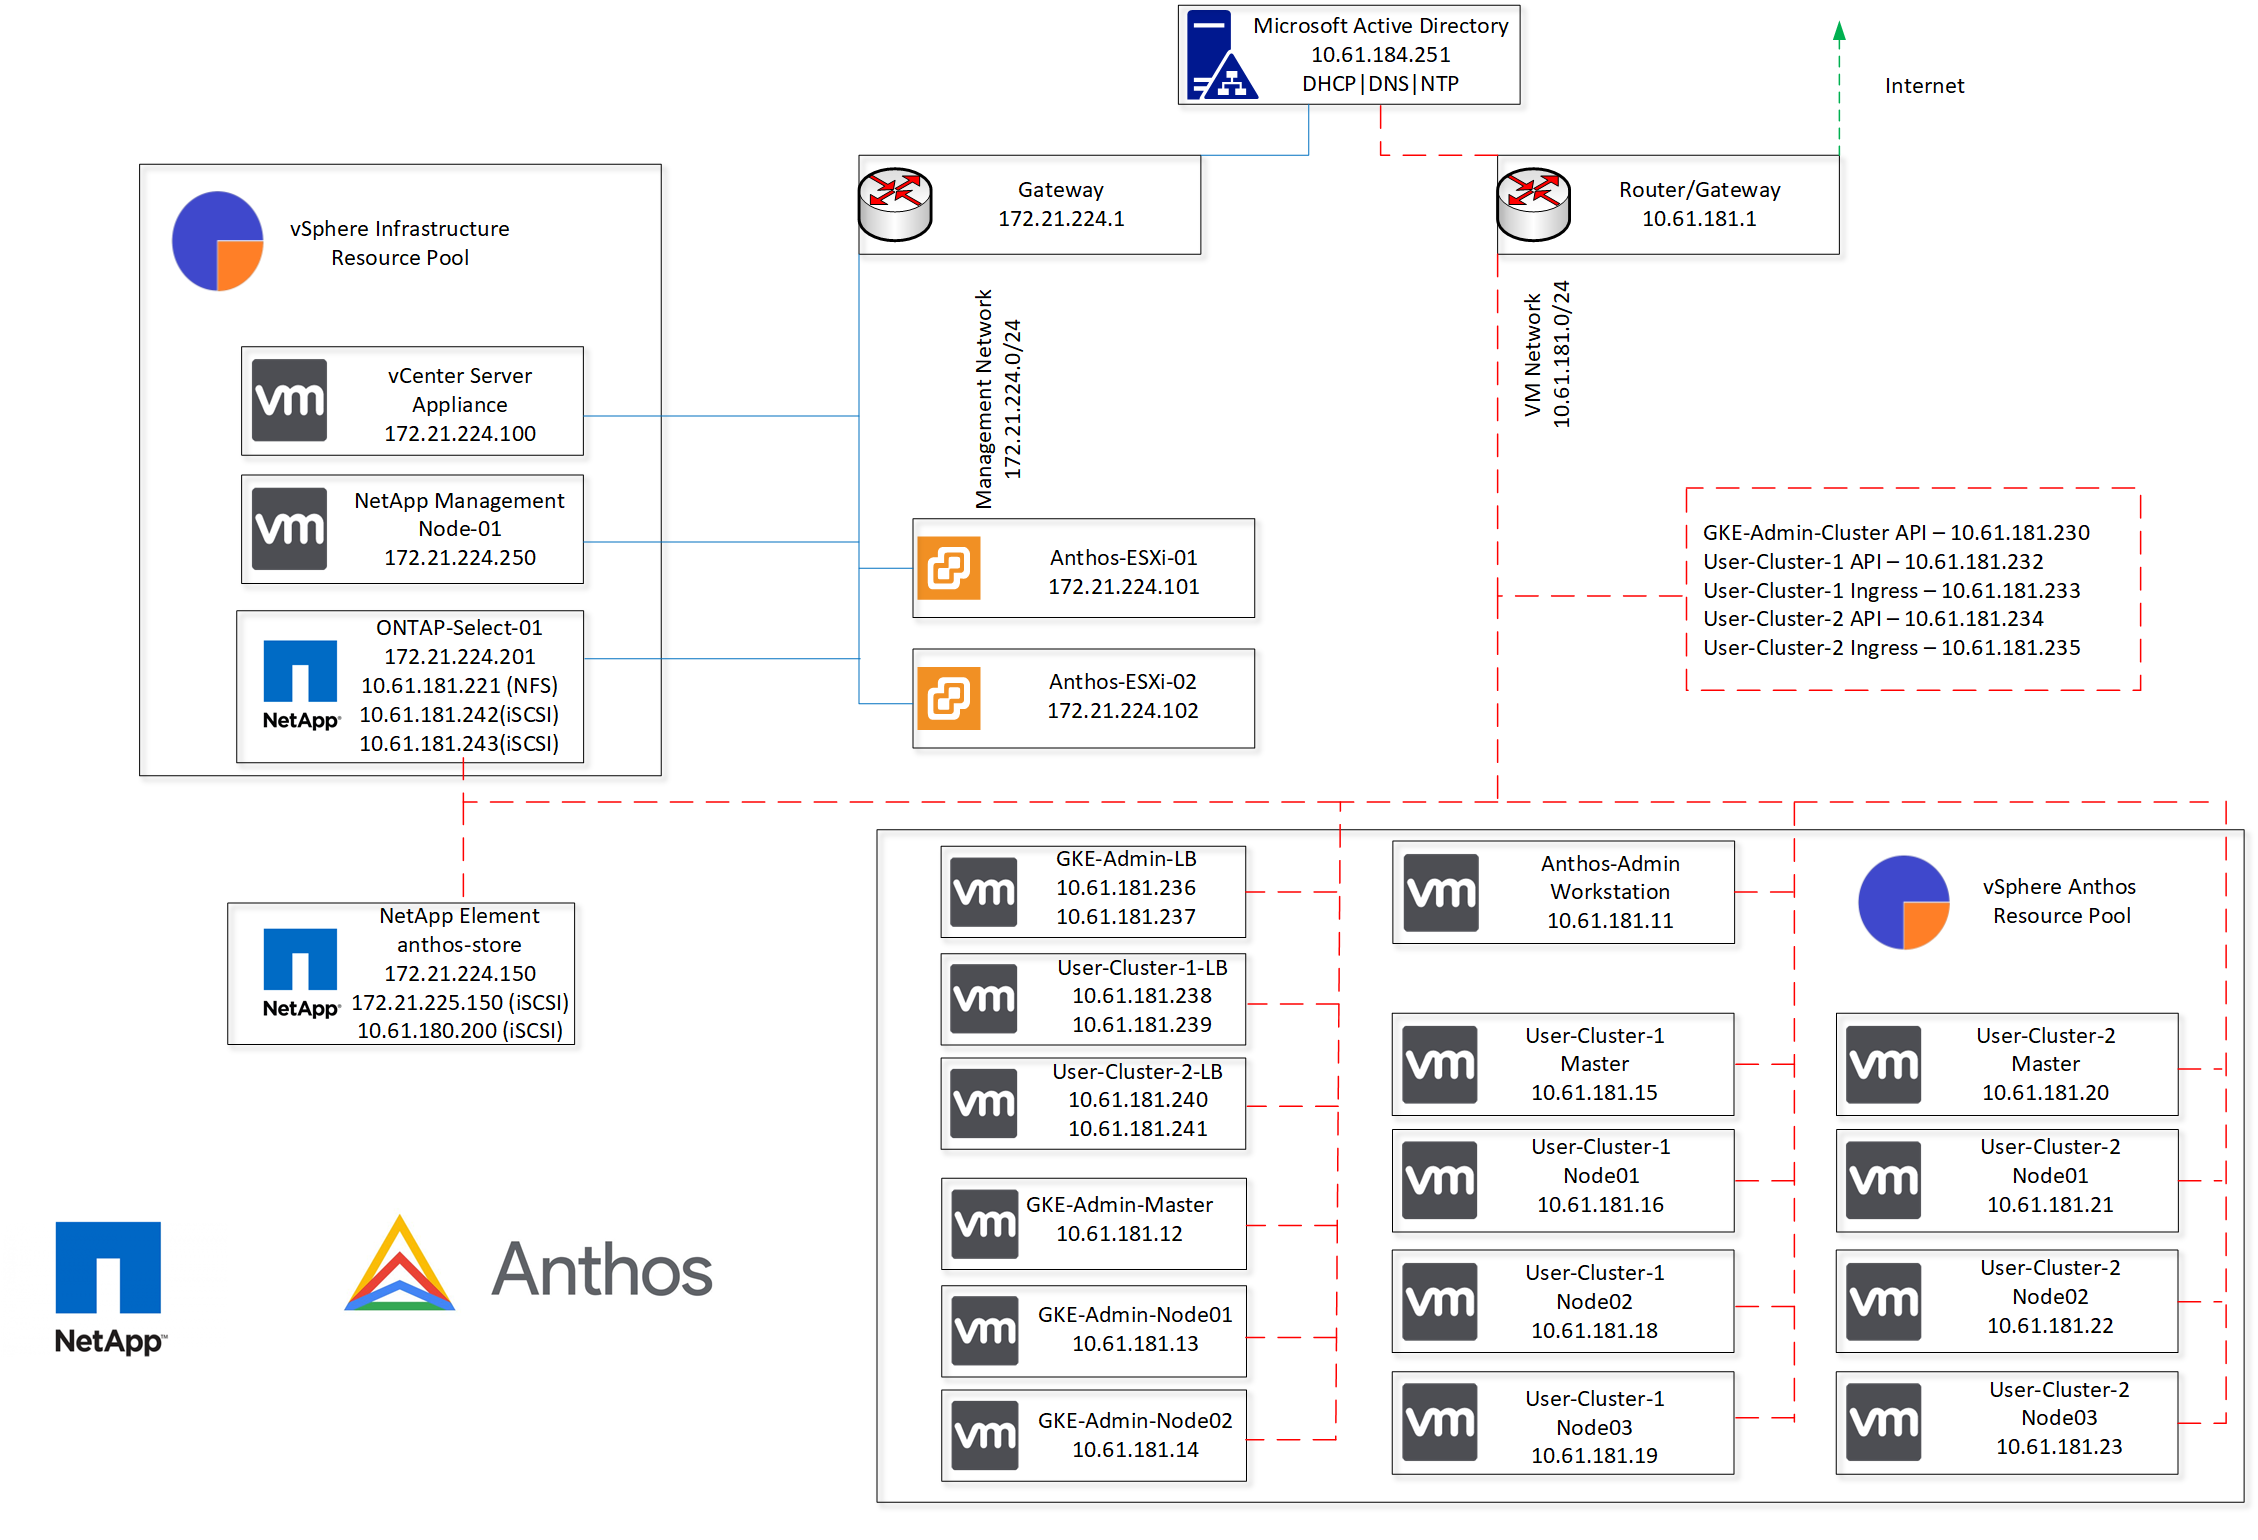 Microsoft Active Directory
10.61.184.251
DHCP|DNS|NTP
Internet
Gateway
172.21.224.1
Router/Gateway
10.61.181.1
vSphere Infrastructure
Resource Pool
Management Network
172.21.224.0/24
VM Network
10.61.181.0/24
vm
vCenter Server
Appliance
172.21.224.100
vm
NetApp Management
Node-01
172.21.224.250
NetApp
ONTAP-Select-01
172.21.224.201
10.61.181.221 (NFS)
10.61.181.242(iSCSI)
10.61.181.243(iSCSI)
Anthos-ESXi-01
172.21.224.101
Anthos-ESXi-02
172.21.224.102
GKE-Admin-Cluster API – 10.61.181.230
User-Cluster-1 API – 10.61.181.232
User-Cluster-1 Ingress – 10.61.181.233
User-Cluster-2 API – 10.61.181.234
User-Cluster-2 Ingress – 10.61.181.235
NetApp
NetApp Element
anthos-store
172.21.224.150
172.21.225.150 (iSCSI)
10.61.180.200 (iSCSI)
vm
GKE-Admin-LB
10.61.181.236
10.61.181.237
vm
User-Cluster-1-LB
10.61.181.238
10.61.181.239
vm
User-Cluster-2-LB
10.61.181.240
10.61.181.241
vm
GKE-Admin-Master
10.61.181.12
vm
GKE-Admin-Node01
10.61.181.13
vm
GKE-Admin-Node02
10.61.181.14
vm
Anthos-Admin
Workstation
10.61.181.11
vm
User-Cluster-1
Master
10.61.181.15
vm
User-Cluster-1
Node01
10.61.181.16
vm
User-Cluster-1
Node02
10.61.181.18
vm
User-Cluster-1
Node03
10.61.181.19
vSphere Anthos
Resource Pool
vm
User-Cluster-2
Master
10.61.181.20
vm
User-Cluster-2
Node01
10.61.181.21
vm
User-Cluster-2
Node02
10.61.181.22
vm
User-Cluster-2
Node03
10.61.181.23
NetApp™
Anthos